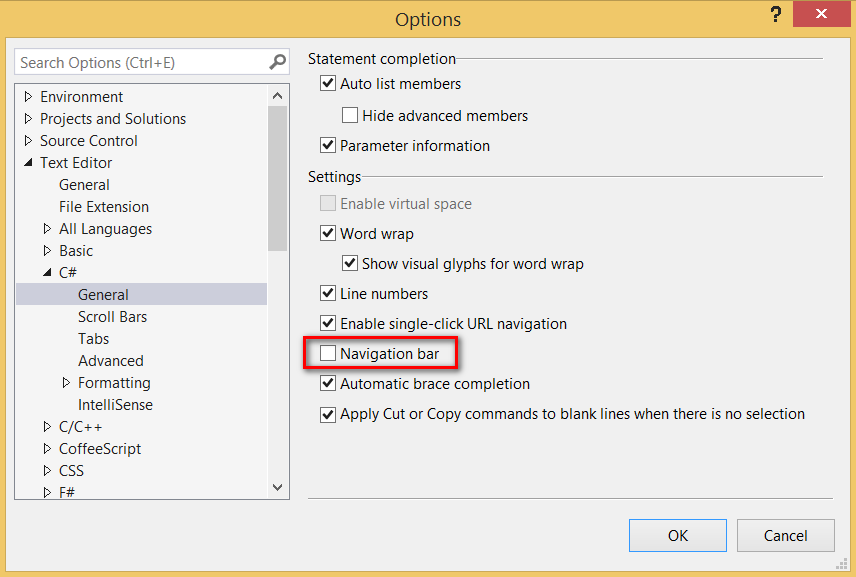 Options
?
Search Options (Ctrl+E)
Environment
Projects and Solutions
Source Control
Text Editor
General
File Extension
All Languages
Basic
C#
General
Scroll Bars
Tabs
Advanced
Formatting
IntelliSense
C/C++
CoffeeScript
CSS
F#
Statement completion
Auto list members
Hide advanced members
Parameter information
Settings
Enable virtual space
Word wrap
Show visual glyphs for word wrap
Line numbers
Enable single-click URL navigation
Navigation bar
Automatic brace completion
Apply Cut or Copy commands to blank lines when there is no selection
OK
Cancel